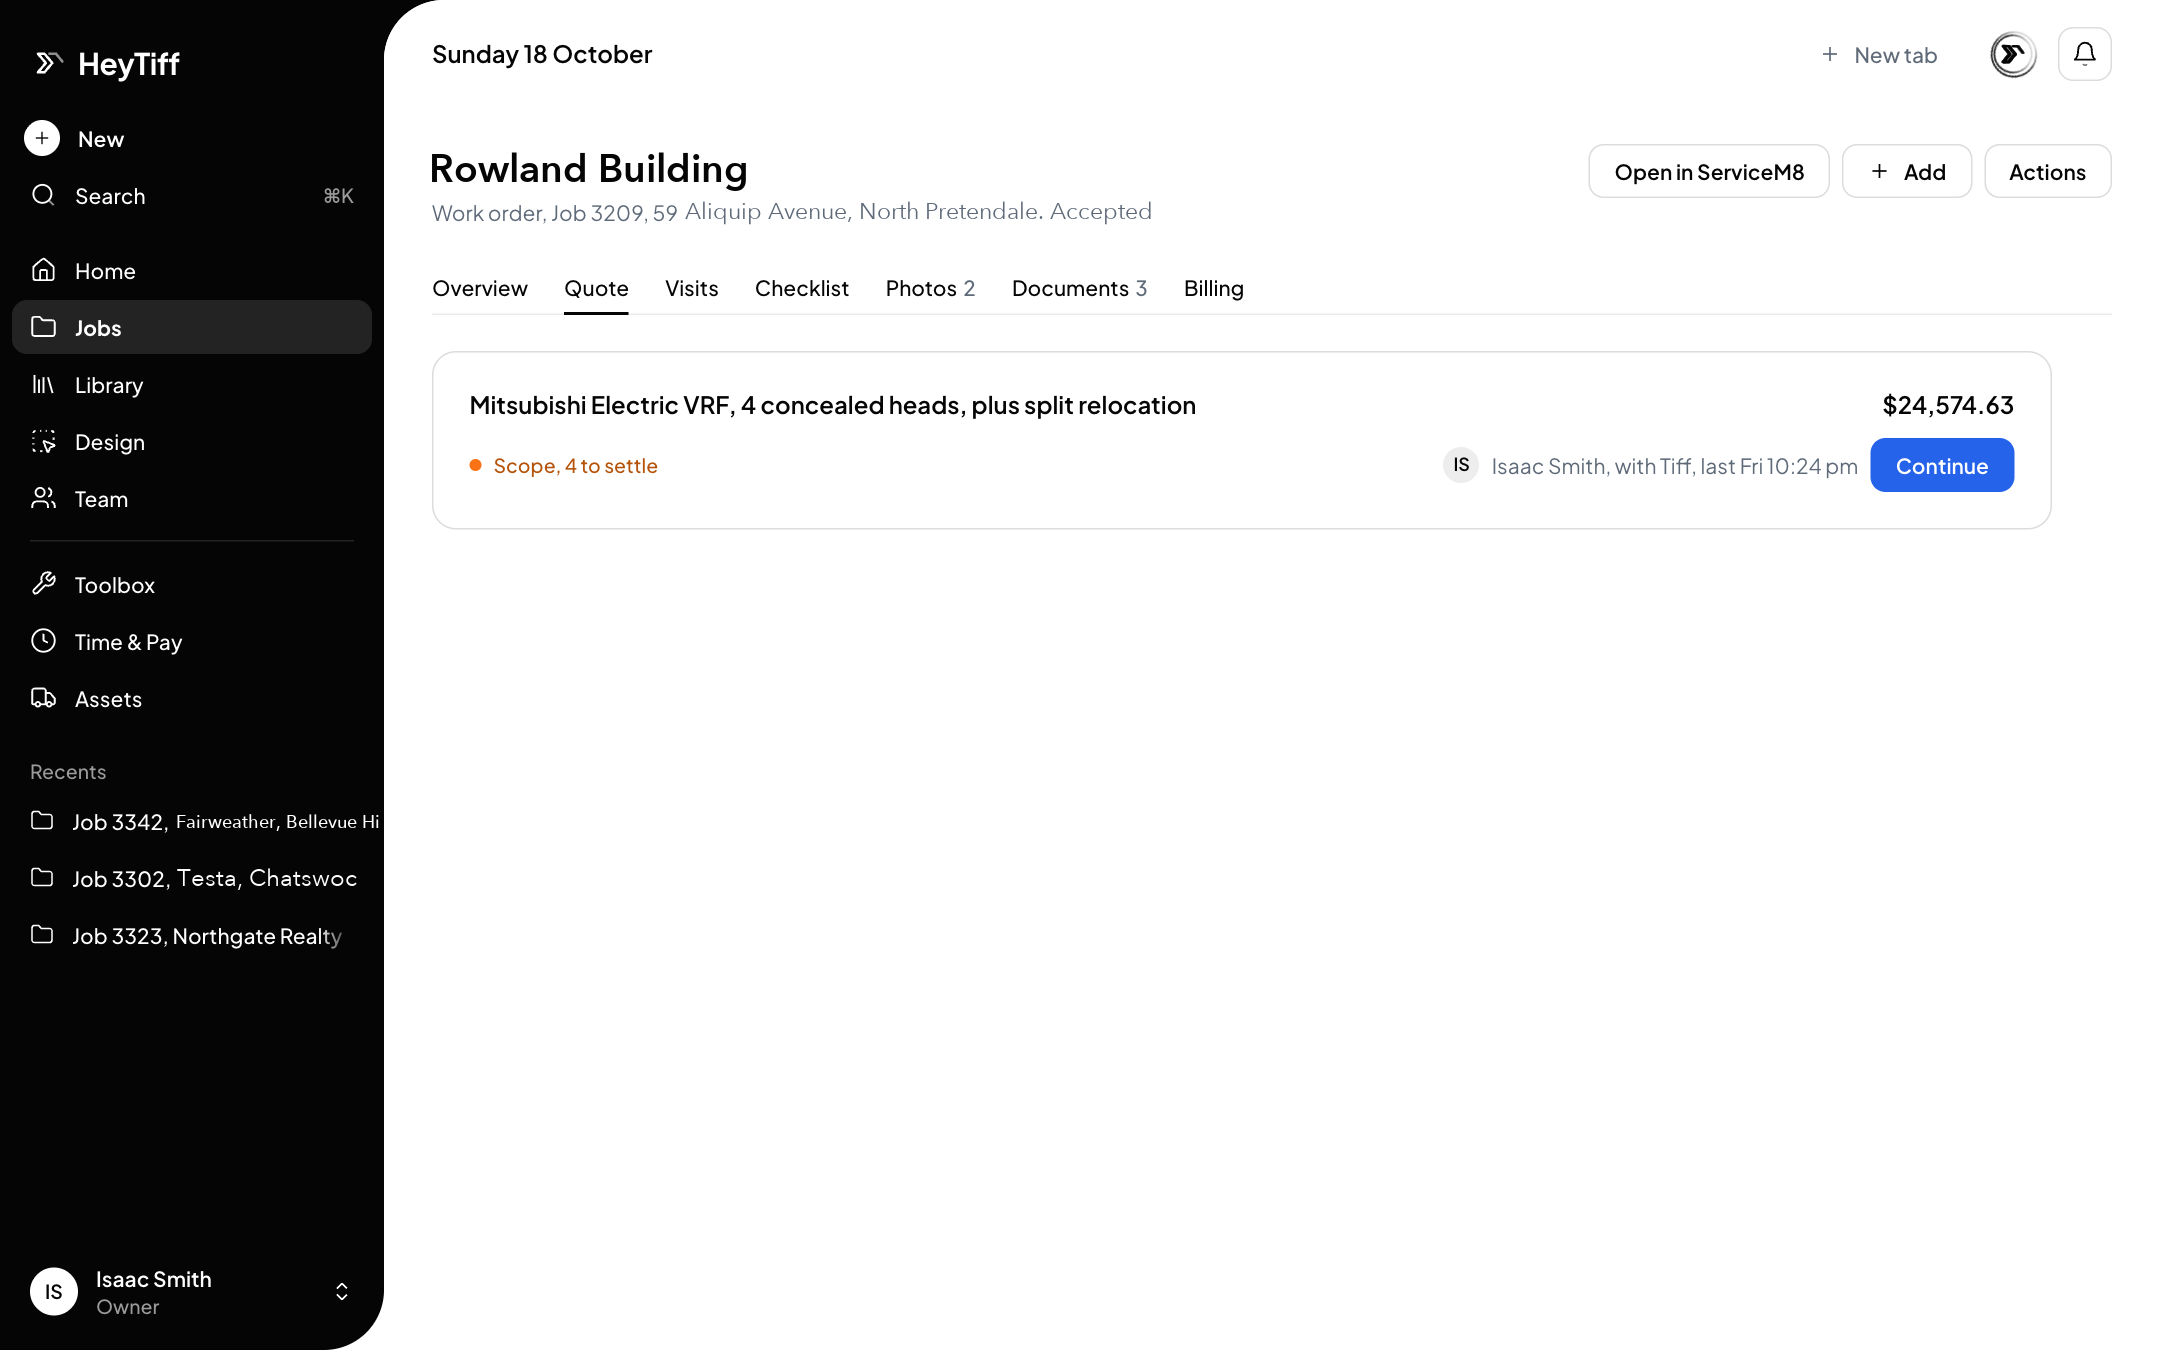 HeyTiff
New
Search ⌘K
Home
Jobs
Library
Design
Team
Toolbox
Time & Pay
Assets
Recents
Job 3342, Fairweather, Bellevue Hi
Job 3302, Testa, Chatswoc
Job 3323, Northgate Realty
IS
Isaac Smith
Owner
Sunday 18 October
+ New tab
Rowland Building
Work order, Job 3209, 59 Aliquip Avenue, North Pretendale. Accepted
Open in ServiceM8
+ Add
Actions
Overview
Quote
Visits
Checklist
Photos 2
Documents 3
Billing
Mitsubishi Electric VRF, 4 concealed heads, plus split relocation
$24,574.63
Scope, 4 to settle
IS
Isaac Smith, with Tiff, last Fri 10:24 pm
Continue